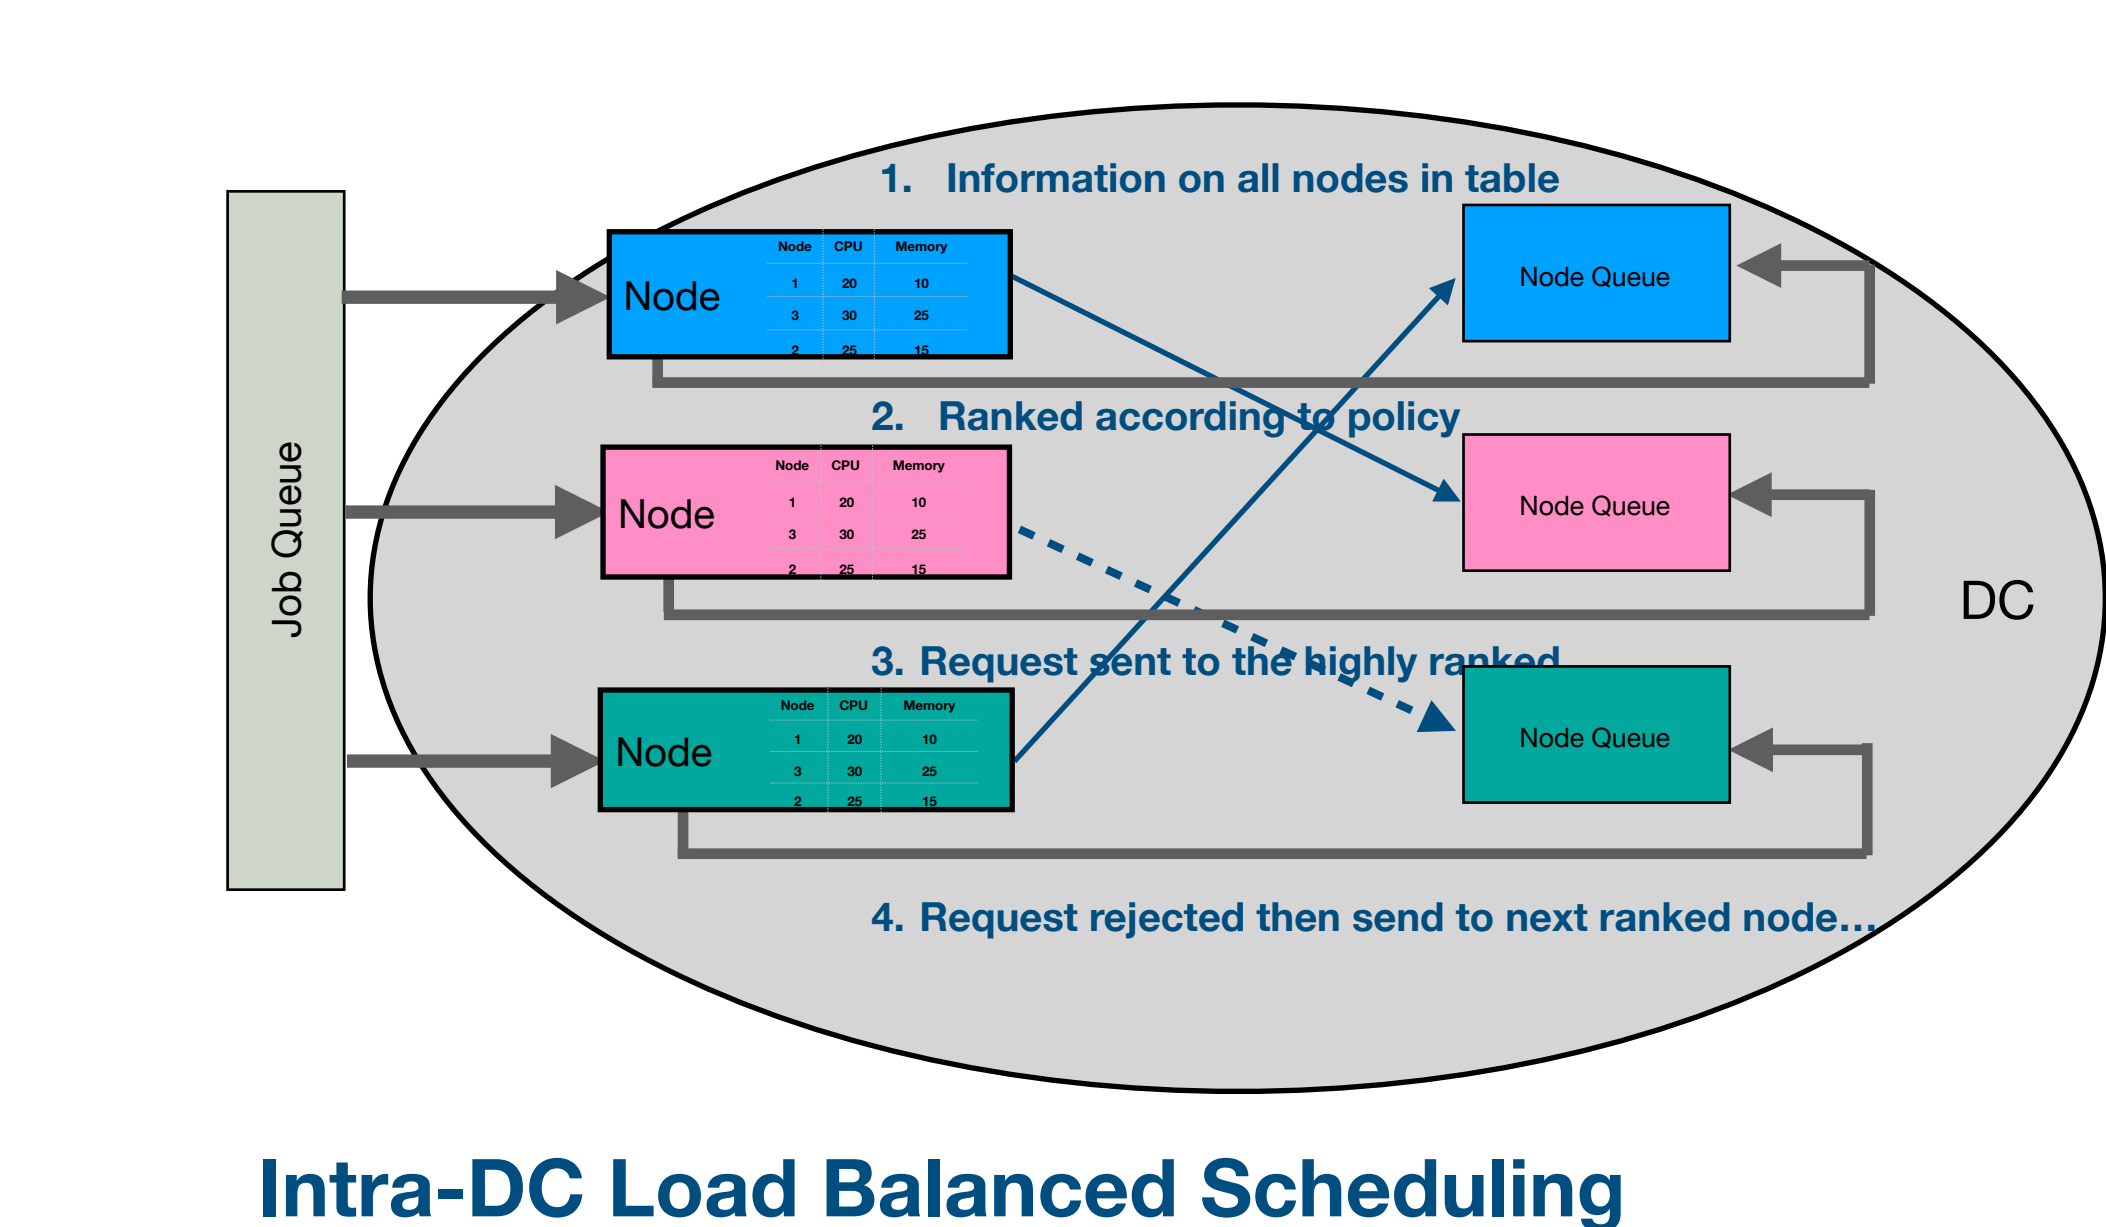 1. Information on all nodes in table
Job Queue
Node
Node CPU Memory
1 20 10
3 30 25
2 25 15
Node Queue
2. Ranked according to policy
Node
Node CPU Memory
1 20 10
3 30 25
2 25 15
Node Queue
DC
3. Request sent to the highly ranked
Node
Node CPU Memory
1 20 10
3 30 25
2 25 15
Node Queue
4. Request rejected then send to next ranked node...
Intra-DC Load Balanced Scheduling